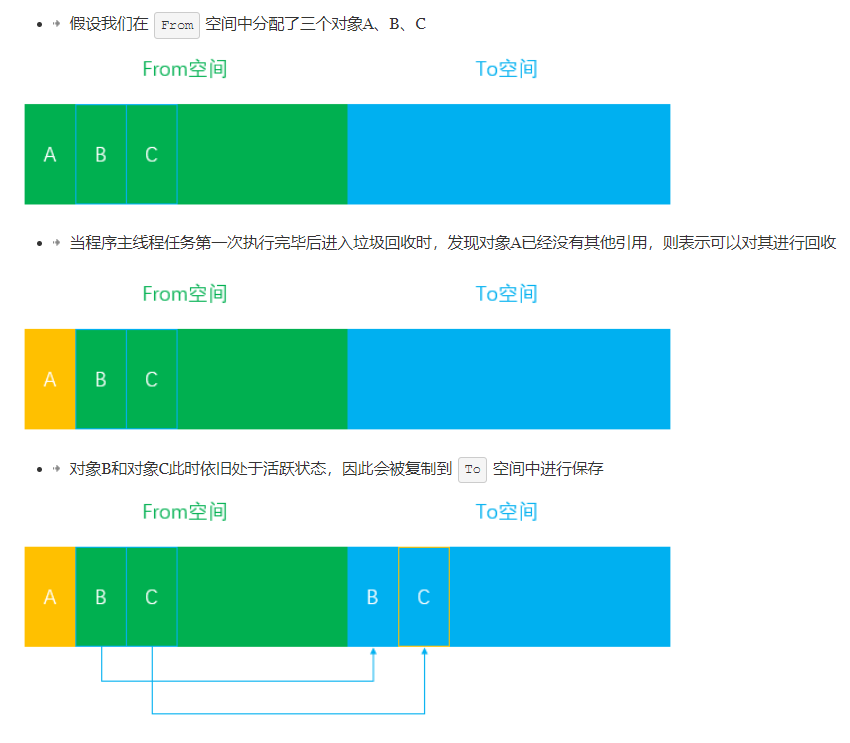 假设我们在 From 空间中分配了三个对象A、B、C
From空间 To空间
A B C
当程序主线程任务第一次执行完毕后进入垃圾回收时，发现对象A已经没有其他引用，则表示可以对其进行回收
From空间 To空间
A B C
对象B和对象C此时依旧处于活跃状态，因此会被复制到 To 空间中进行保存
From空间 To空间
A B C B C